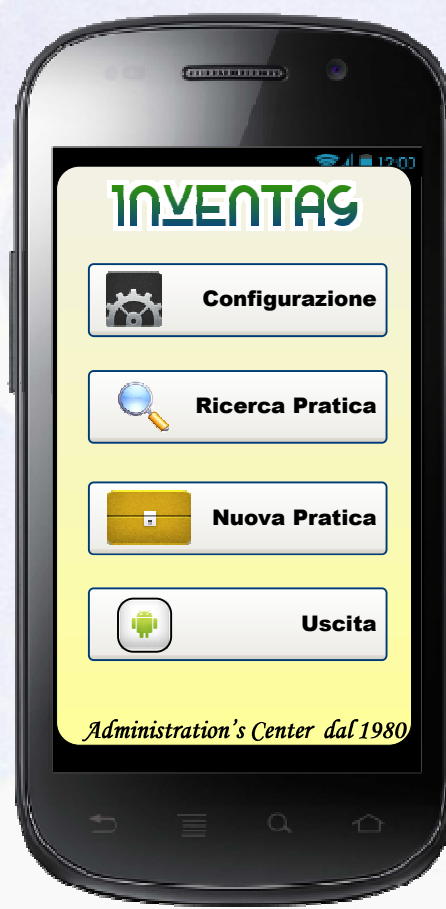 12:00
INVENTAG
Configurazione
Ricerca Pratica
Nuova Pratica
Uscita
Administration's Center dal 1980